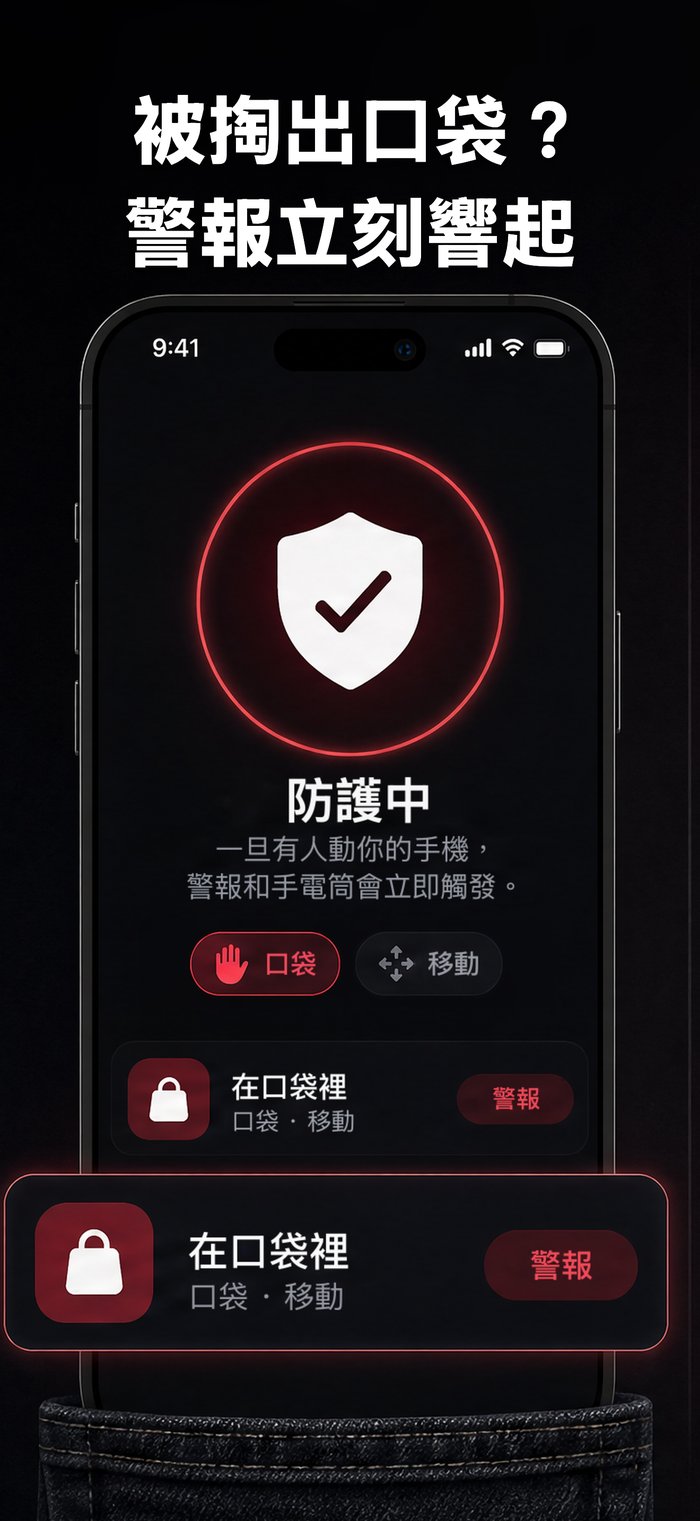 被掏出口袋？
警報立刻響起
9:41
防護中
一旦有人動你的手機，
警報和手電筒會立即觸發。
口袋
移動
在口袋裡
口袋 · 移動
警報
在口袋裡
口袋 · 移動
警報